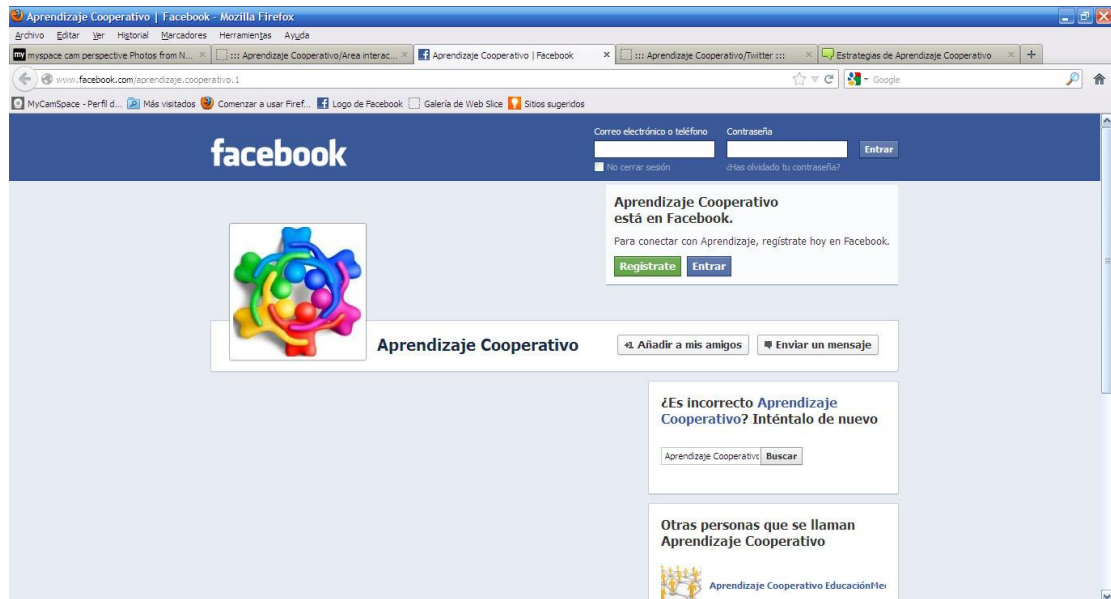 Aprendizaje Cooperativo | Facebook - Mozilla Firefox
Archivo Editar Ver Historial Marcadores Herramientas Ayuda
my myspace cam perspective Photos from N... ::: Aprendizaje Cooperativo/Area interac... Aprendizaje Cooperativo | Facebook ::: Aprendizaje Cooperativo/Twitter ::: Estrategias de Aprendizaje Cooperativo
www.facebook.com/aprendizaje.cooperativo.1 Google
MyCamSpace - Perfil d... Más visitados Comenzar a usar Firef... Logo de Facebook Galería de Web Slice Sitios sugeridos
facebook
Correo electrónico o teléfono Contraseña
Entrar
No cerrar sesión ¿Has olvidado tu contraseña?
Aprendizaje Cooperativo
está en Facebook.
Para conectar con Aprendizaje, regístrate hoy en Facebook.
Regístrate Entrar
Aprendizaje Cooperativo
+1 Añadir a mis amigos Enviar un mensaje
¿Es incorrecto Aprendizaje
Cooperativo? Inténtalo de nuevo
Aprendizaje Cooperativo Buscar
Otras personas que se llaman
Aprendizaje Cooperativo
Aprendizaje Cooperativo EducaciónMe